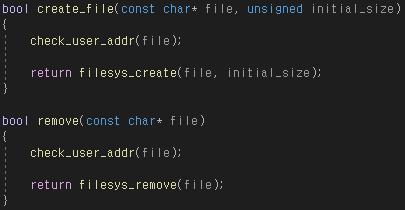 bool create_file(const char* file, unsigned initial_size)
{
    check_user_addr(file);
    return filesys_create(file, initial_size);
}
bool remove(const char* file)
{
    check_user_addr(file);
    return filesys_remove(file);
}